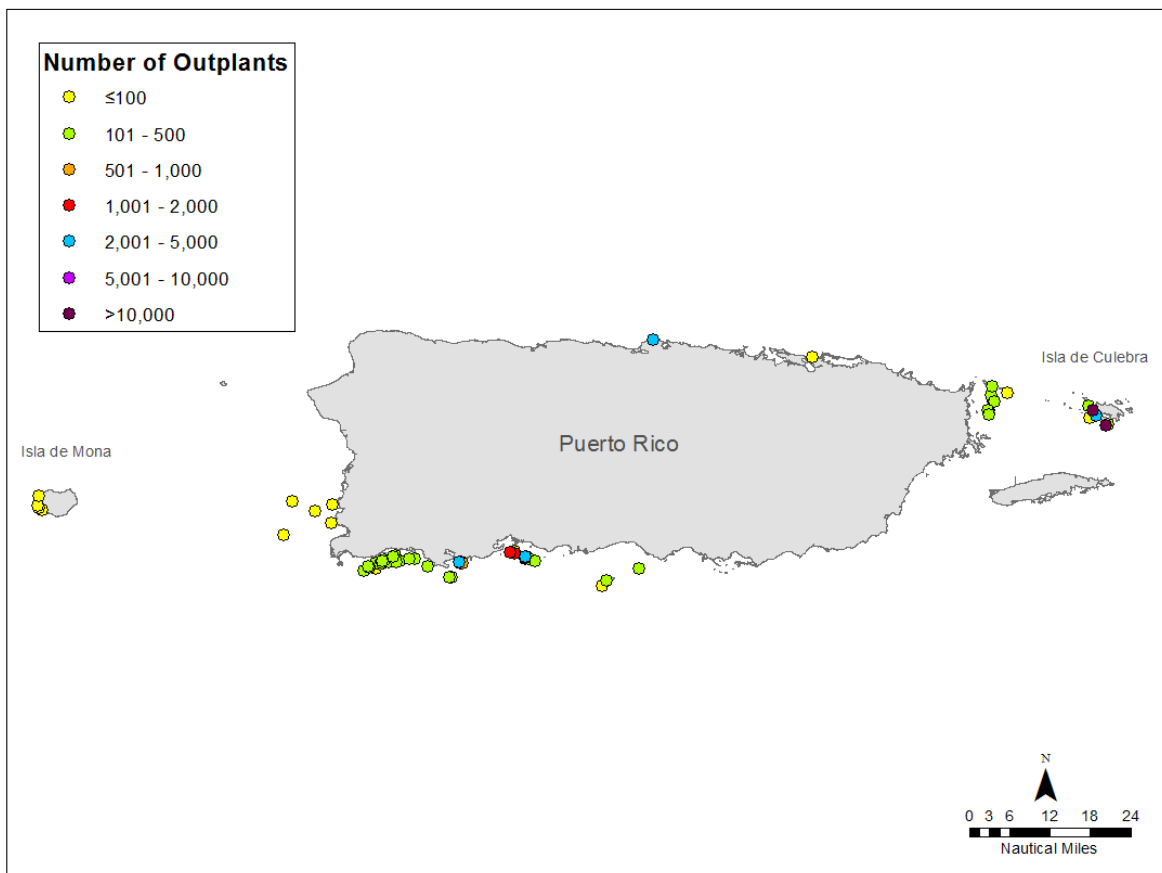 Number of Outplants
≤100
101 - 500
501 - 1,000
1,001 - 2,000
2,001 - 5,000
5,001 - 10,000
>10,000
Isla de Culebra
Puerto Rico
Isla de Mona
N
0 3 6 12 18 24
Nautical Miles